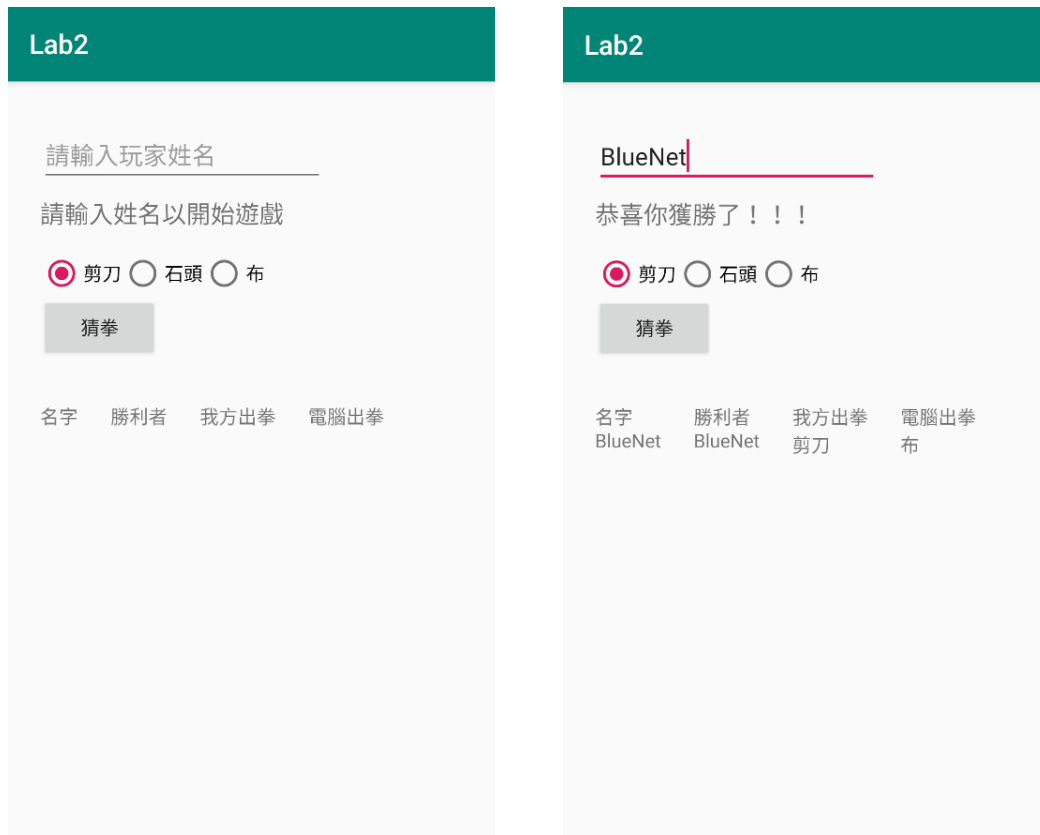 Lab2
請輸入玩家姓名
請輸入姓名以開始遊戲
剪刀 石頭 布
猜拳
名字 勝利者 我方出拳 電腦出拳
Lab2
BlueNet
恭喜你獲勝了！！！
剪刀 石頭 布
猜拳
名字 勝利者 我方出拳 電腦出拳
BlueNet BlueNet 剪刀 布